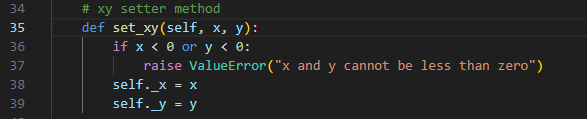 34 # xy setter method
35 def set_xy(self, x, y):
36 if x < 0 or y < 0:
37 raise ValueError("x and y cannot be less than zero")
38 self._x = x
39 self._y = y